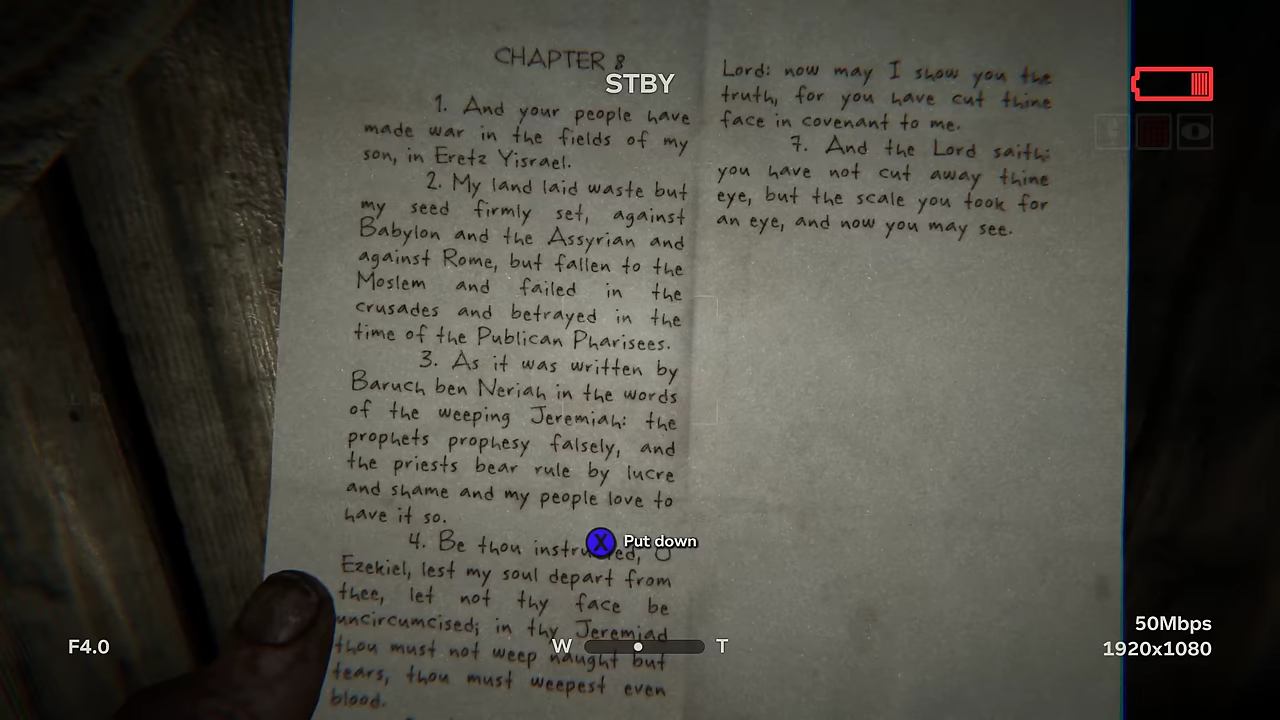 CHAPTER 8
STBY
1. And your people have
made war in the fields of my
son, in Eretz Yisrael.
2. My land laid waste but
my seed firmly set, against
Babylon and the Assyrian and
against Rome, but fallen to the
Moslem and failed in the
crusades and betrayed in the
time of the Publican Pharisees.
3. As it was written by
Baruch ben Neriah in the words
of the weeping Jeremiah: the
prophets prophesy falsely, and
the priests bear rule by lucre
and shame and my people love to
have it so.
4. Be thou instructed, O
Ezekiel, lest my soul depart from
thee, let not thy face be
uncircumcised; in thy Jeremiad
thou must not weep naught but
tears, thou must weepest even
blood.
Lord: now may I show you the
truth, for you have cut thine
face in covenant to me.
7. And the Lord saith:
you have not cut away thine
eye, but the scale you took for
an eye, and now you may see.
X Put down
F4.0
W T
50Mbps
1920x1080